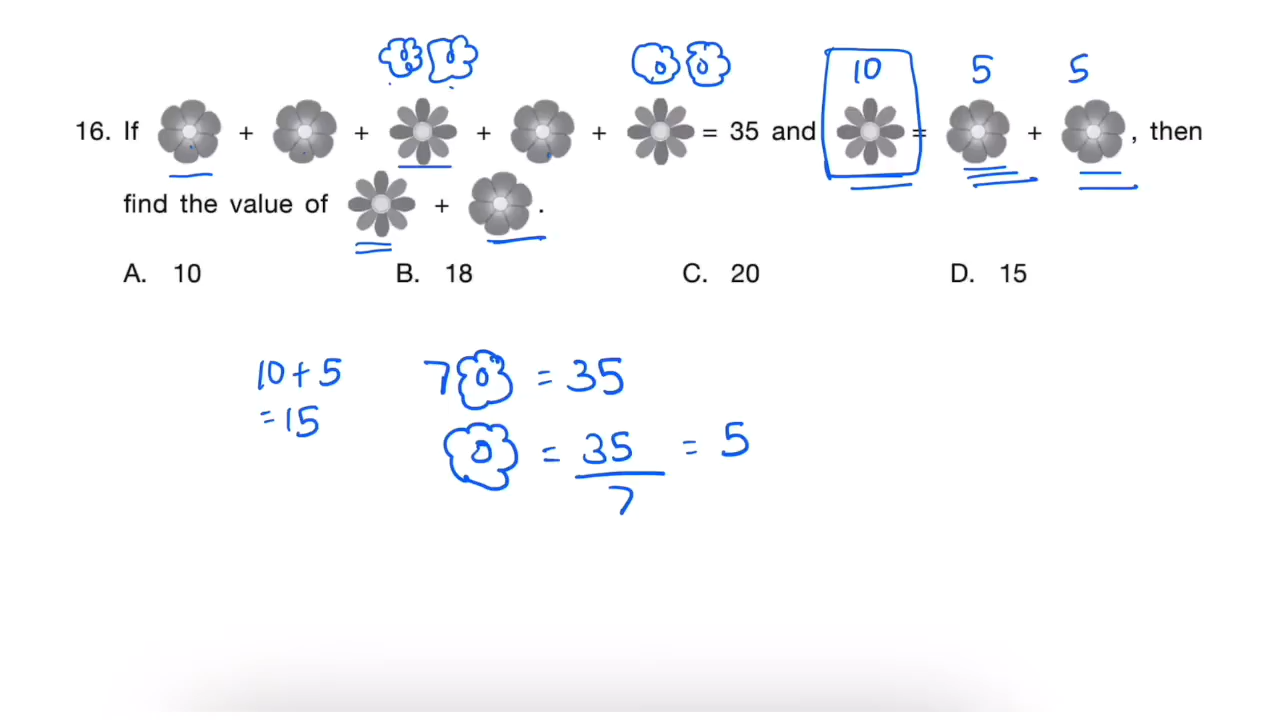 10 5 5
16. If + + + + = 35 and = + , then
find the value of + .
A. 10 B. 18 C. 20 D. 15
10 + 5 7 = 35
= 15
= 35/7 = 5